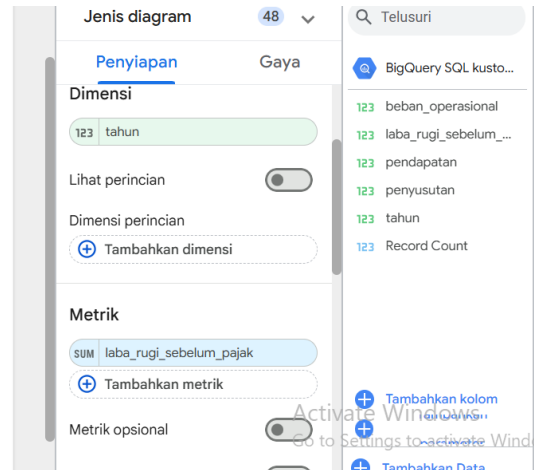 Jenis diagram 48
Penyiapan Gaya
Dimensi
123 tahun
Lihat perincian
Dimensi perincian
Tambahkan dimensi
Metrik
SUM laba_rugi_sebelum_pajak
Tambahkan metrik
Metrik opsional
Telusuri
BigQuery SQL kusto...
123 beban_operasional
123 laba_rugi_sebelum_...
123 pendapatan
123 penyusutan
123 tahun
123 Record Count
Tambahkan kolom
Tambahkan Data
Activate Windows
Go to Settings to activate Wind